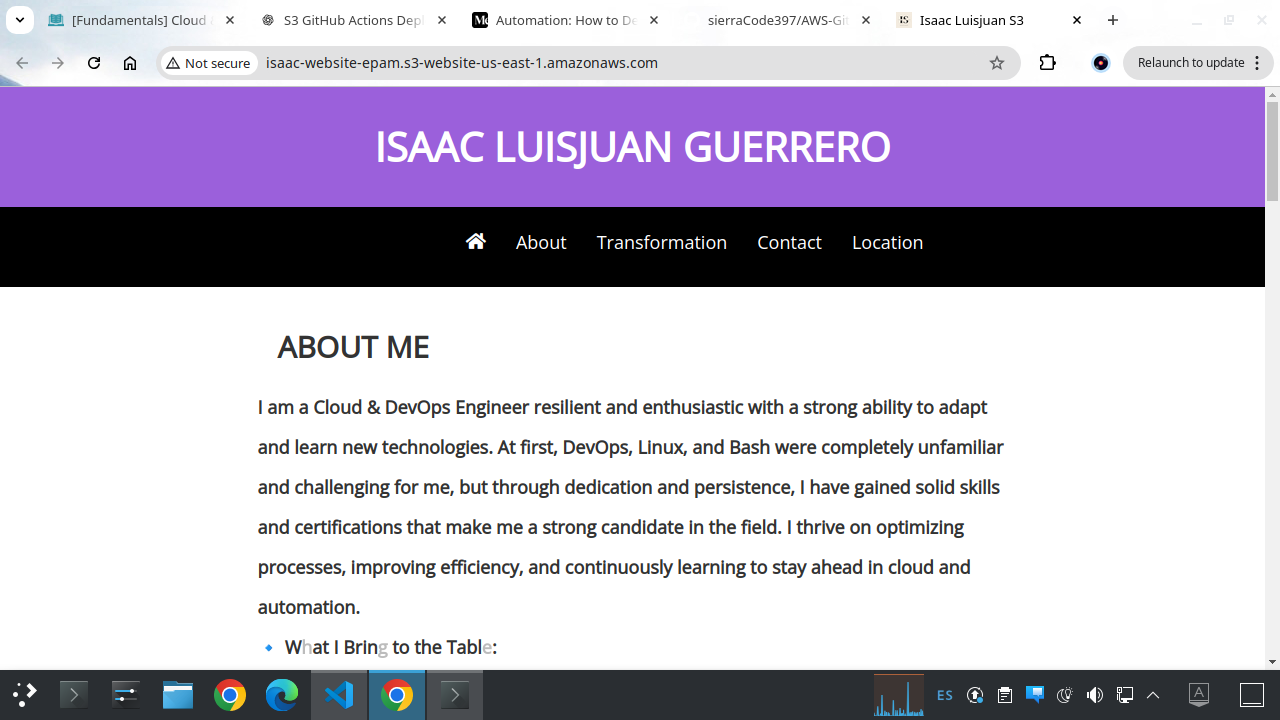 [Fundamentals] Cloud
S3 GitHub Actions Depl
Automation: How to De
sierraCode397/AWS-Git
Isaac Luisjuan S3
Not secure
isaac-website-epam.s3-website-us-east-1.amazonaws.com
Relaunch to update
ISAAC LUISJUAN GUERRERO
About
Transformation
Contact
Location
ABOUT ME
I am a Cloud & DevOps Engineer resilient and enthusiastic with a strong ability to adapt
and learn new technologies. At first, DevOps, Linux, and Bash were completely unfamiliar
and challenging for me, but through dedication and persistence, I have gained solid skills
and certifications that make me a strong candidate in the field. I thrive on optimizing
processes, improving efficiency, and continuously learning to stay ahead in cloud and
automation.
🔹 What I Bring to the Table:
ES